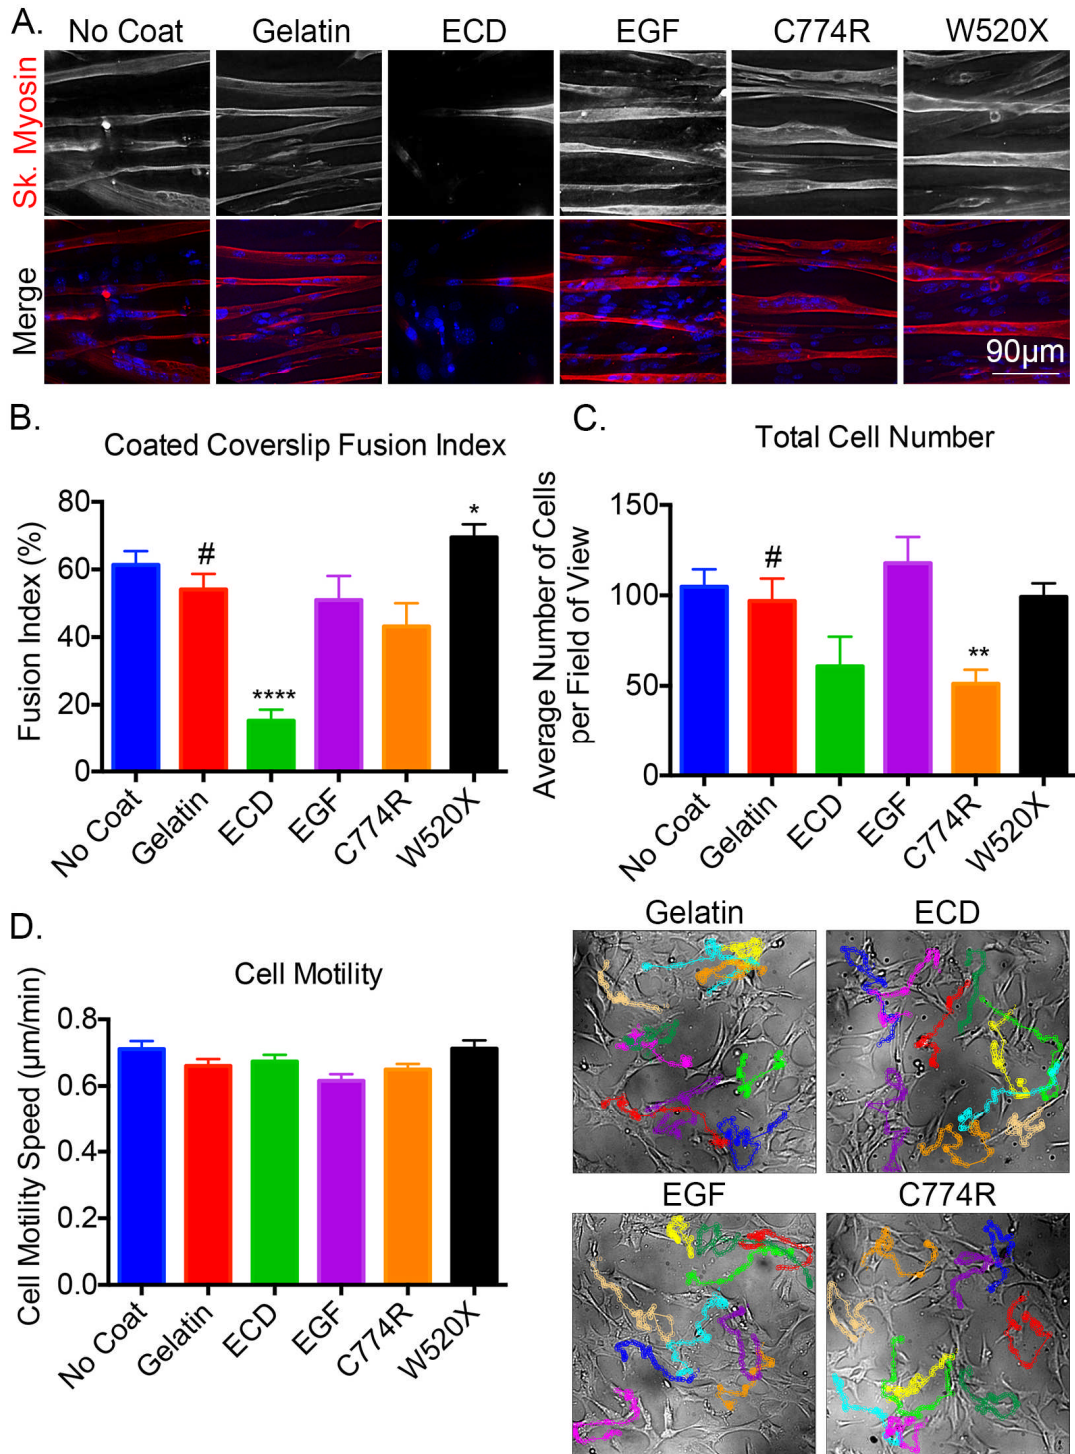 A.
No Coat Gelatin ECD EGF C774R W520X
Sk. Myosin
Merge
90µm
B.
Coated Coverslip Fusion Index
Fusion Index (%)
80
60
40
20
0
#
****
*
No Coat Gelatin ECD EGF C774R W520X
C.
Total Cell Number
Average Number of Cells
per Field of View
150
100
50
0
#
**
No Coat Gelatin ECD EGF C774R W520X
D.
Cell Motility
Cell Motility Speed (µm/min)
0.8
0.6
0.4
0.2
0.0
No Coat Gelatin ECD EGF C774R W520X
Gelatin ECD
EGF C774R